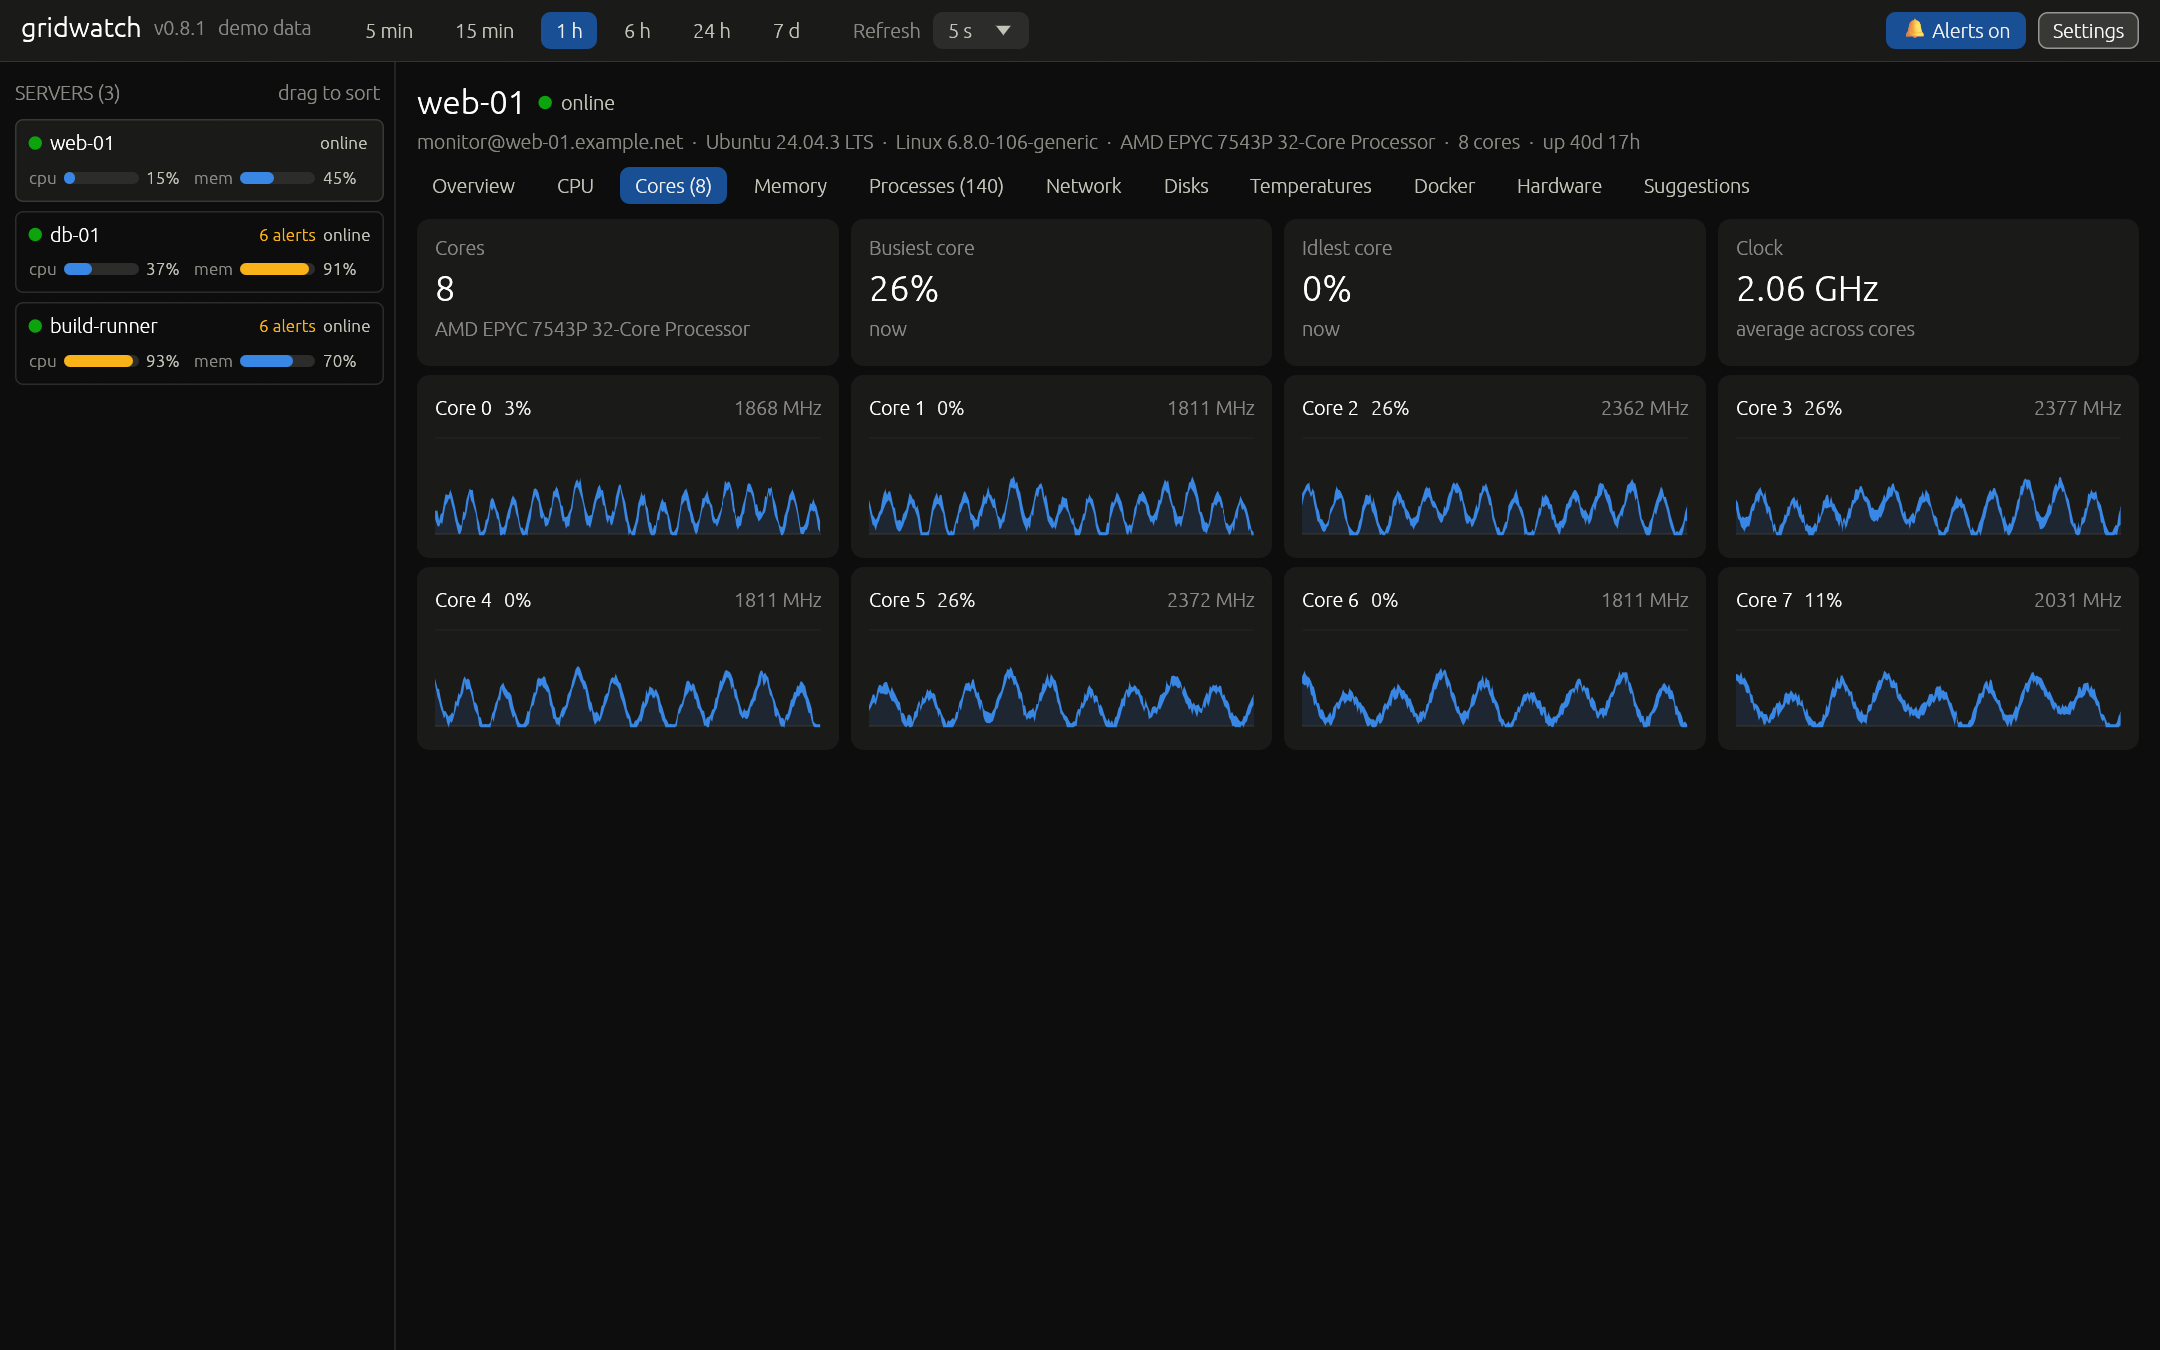 gridwatch v0.8.1 demo data 5 min 15 min 1 h 6 h 24 h 7 d Refresh 5 s 🔔 Alerts on Settings
SERVERS (3) drag to sort
web-01 online
cpu 15% mem 45%
db-01 6 alerts online
cpu 37% mem 91%
build-runner 6 alerts online
cpu 93% mem 70%
web-01 online
monitor@web-01.example.net · Ubuntu 24.04.3 LTS · Linux 6.8.0-106-generic · AMD EPYC 7543P 32-Core Processor · 8 cores · up 40d 17h
Overview CPU Cores (8) Memory Processes (140) Network Disks Temperatures Docker Hardware Suggestions
Cores
8
AMD EPYC 7543P 32-Core Processor
Busiest core
26%
now
Idlest core
0%
now
Clock
2.06 GHz
average across cores
Core 0 3% 1868 MHz
Core 1 0% 1811 MHz
Core 2 26% 2362 MHz
Core 3 26% 2377 MHz
Core 4 0% 1811 MHz
Core 5 26% 2372 MHz
Core 6 0% 1811 MHz
Core 7 11% 2031 MHz